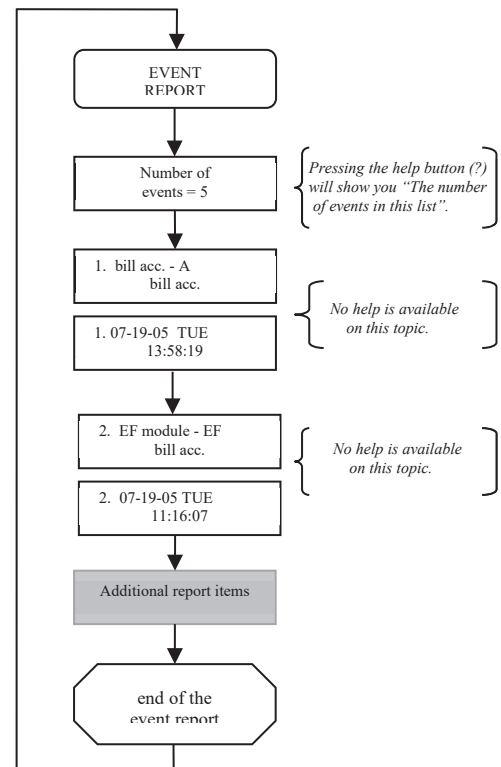 EVENT
REPORT
Number of
events = 5
Pressing the help button (?)
will show you “The number
of events in this list”.
1. bill acc. - A
bill acc.
1. 07-19-05 TUE
13:58:19
No help is available
on this topic.
2. EF module - EF
bill acc.
2. 07-19-05 TUE
11:16:07
No help is available
on this topic.
Additional report items
end of the
event report